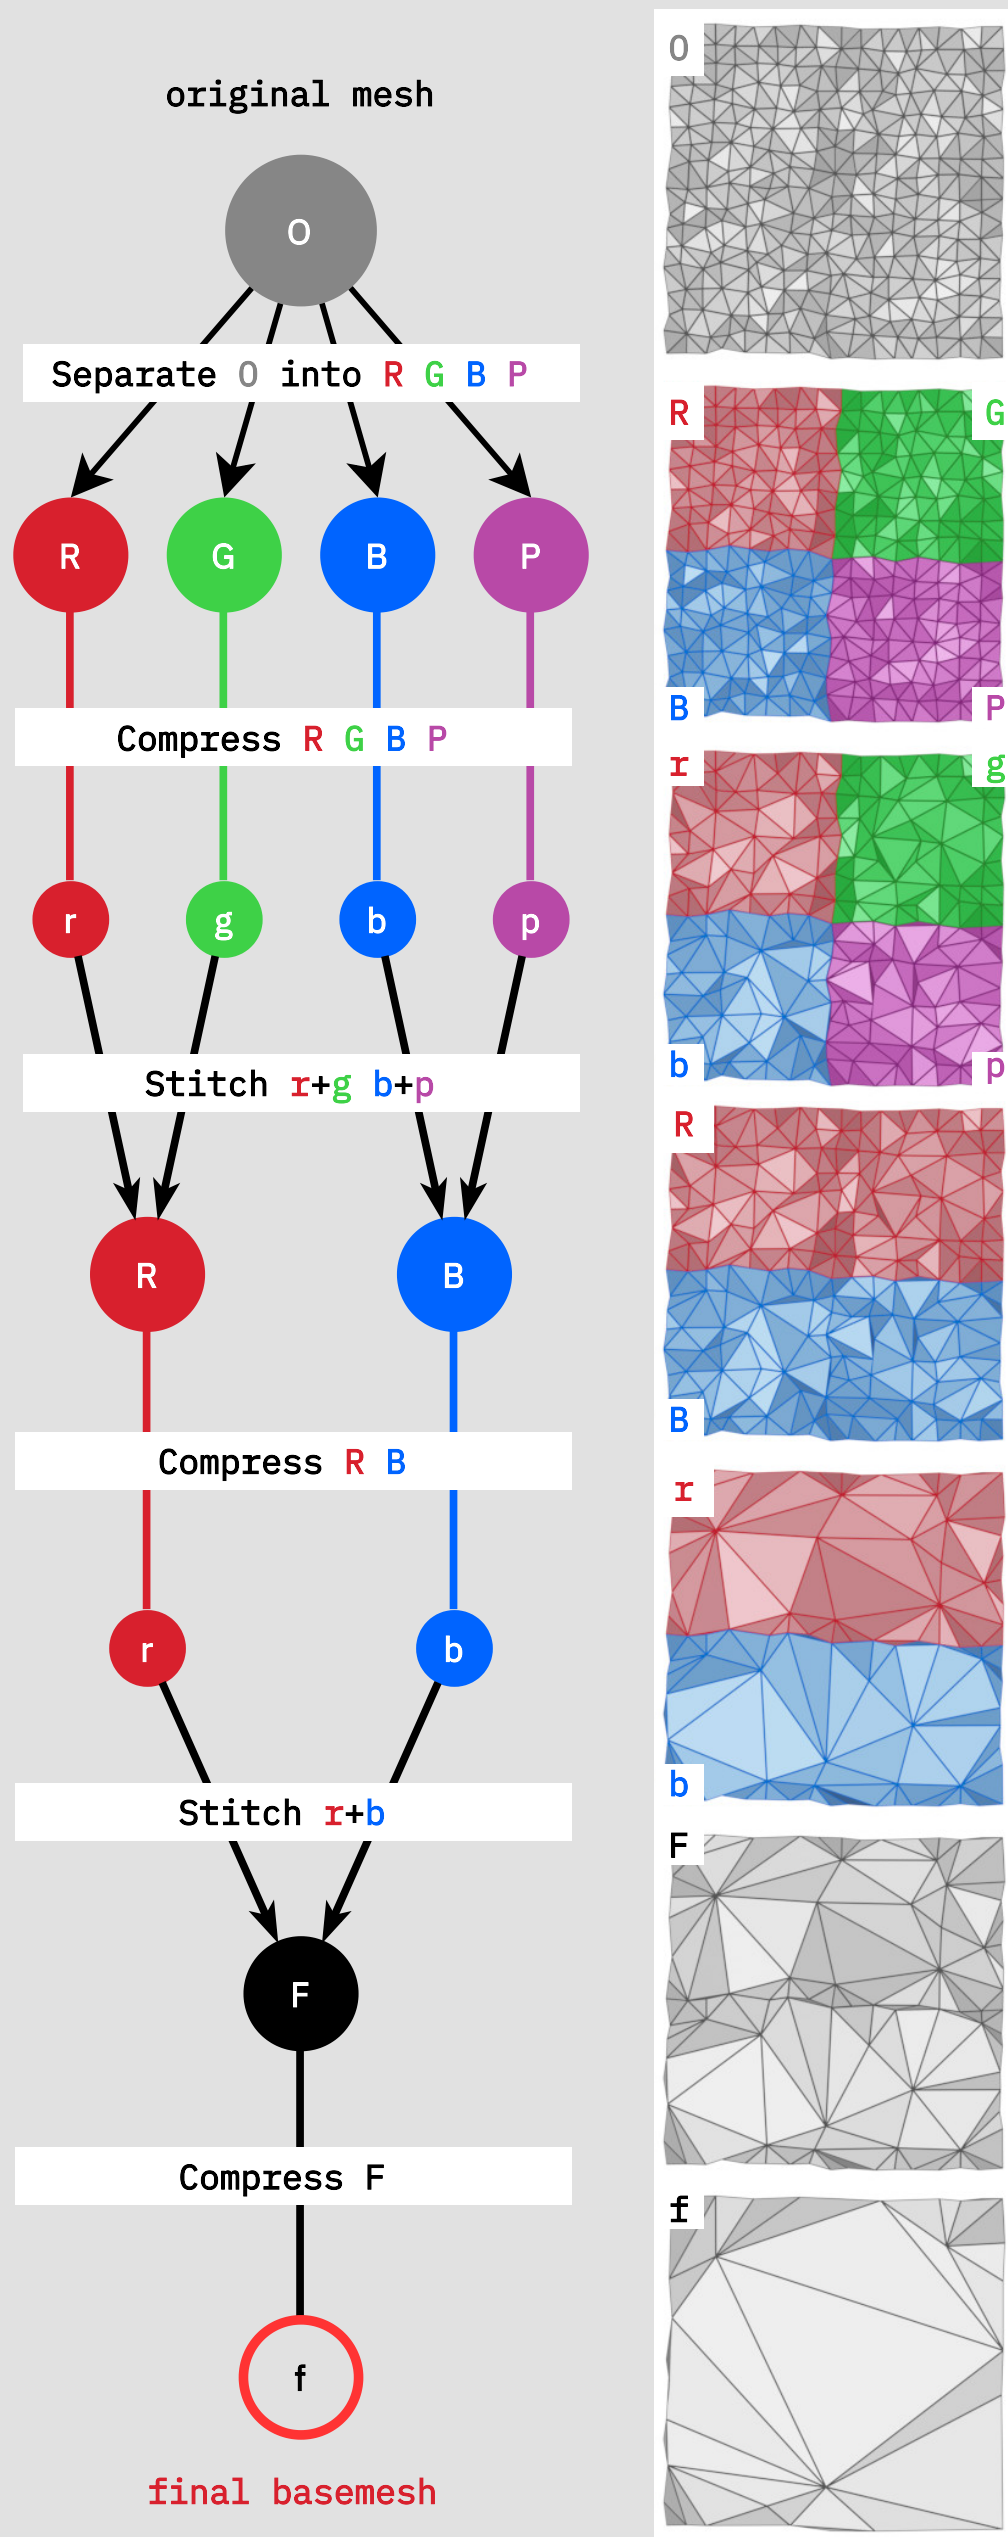 original mesh
O
Separate O into R G B P
R G B P
Compress R G B P
r g b p
Stitch r+g b+p
R B
Compress R B
r b
Stitch r+b
F
Compress F
f
final basemesh
O
R G
B P
r g
b p
R
B
r
b
F
f